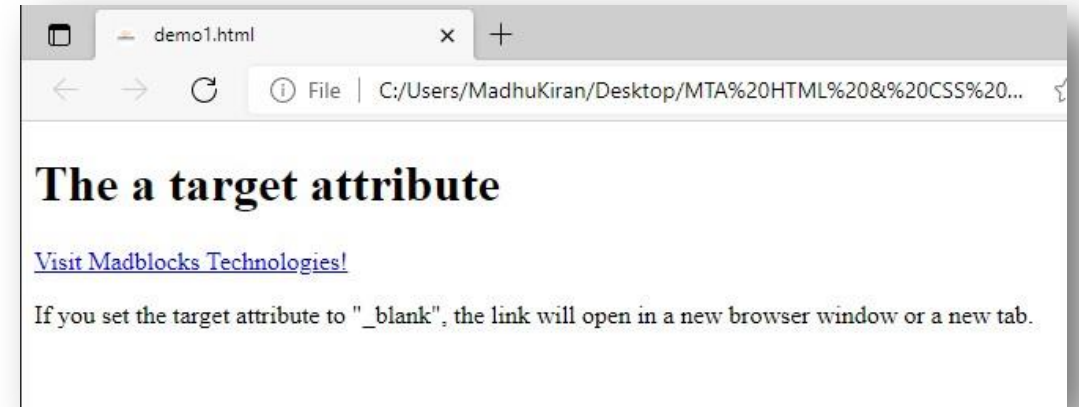 demo1.html
File | C:/Users/MadhuKiran/Desktop/MTA%20HTML%20&%20CSS%20...
The a target attribute
Visit Madblocks Technologies!
If you set the target attribute to "_blank", the link will open in a new browser window or a new tab.